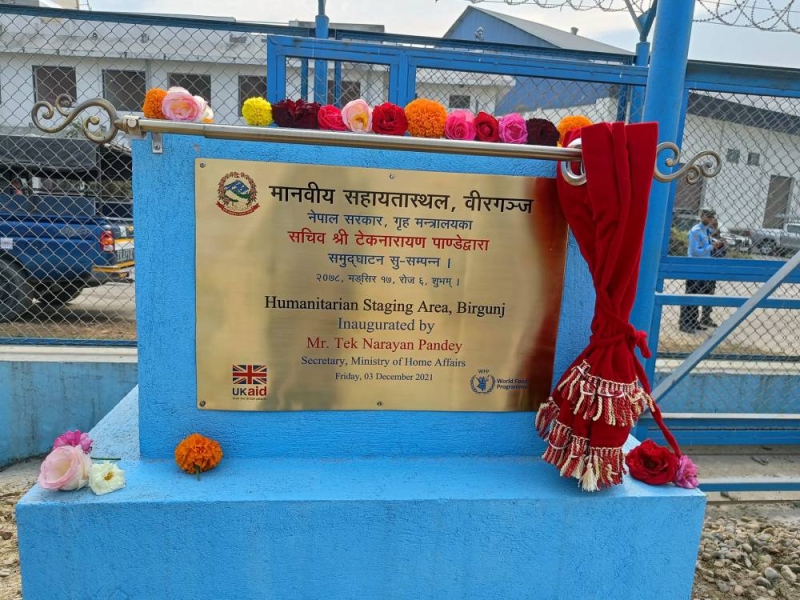 मानवीय सहायतास्थल, वीरगञ्ज
नेपाल सरकार, गृह मन्त्रालयका
सचिव श्री टेकनारायण पाण्डेद्वारा
समुद्घाटन सु-सम्पन्न ।
२०७८, मङ्सिर १७, रोज ६, शुभम् ।
Humanitarian Staging Area, Birgunj
Inaugurated by
Mr. Tek Narayan Pandey
Secretary, Ministry of Home Affairs
Friday, 03 December 2021
UKaid
WFP
World Food
Programme